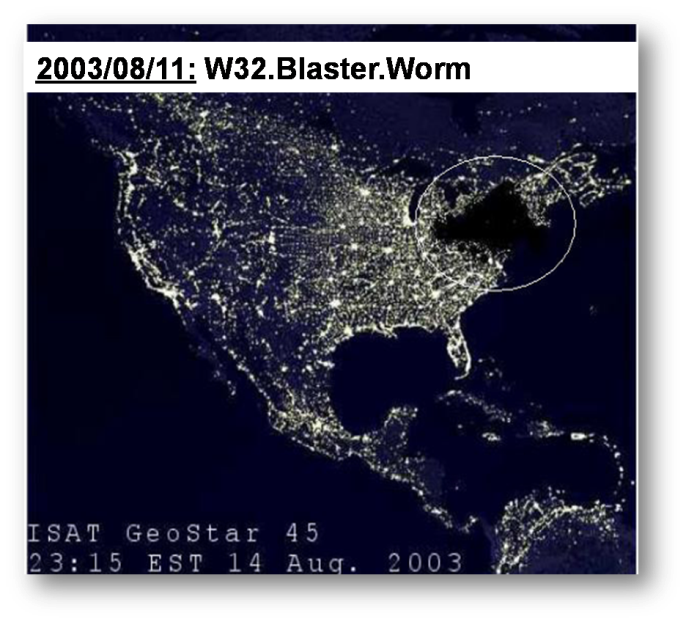 2003/08/11: W32.Blaster.Worm
ISAT GeoStar 45
23:15 EST 14 Aug. 2003